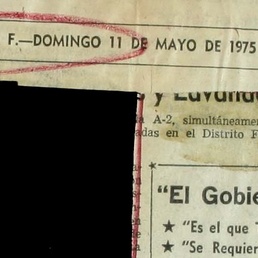 F.—DOMINGO 11 DE MAYO DE 1975
y Lavande
A-2, simultáneamen
adas en el Distrito F
"El Gobie
★ "Es el que T
★ "Se Requier